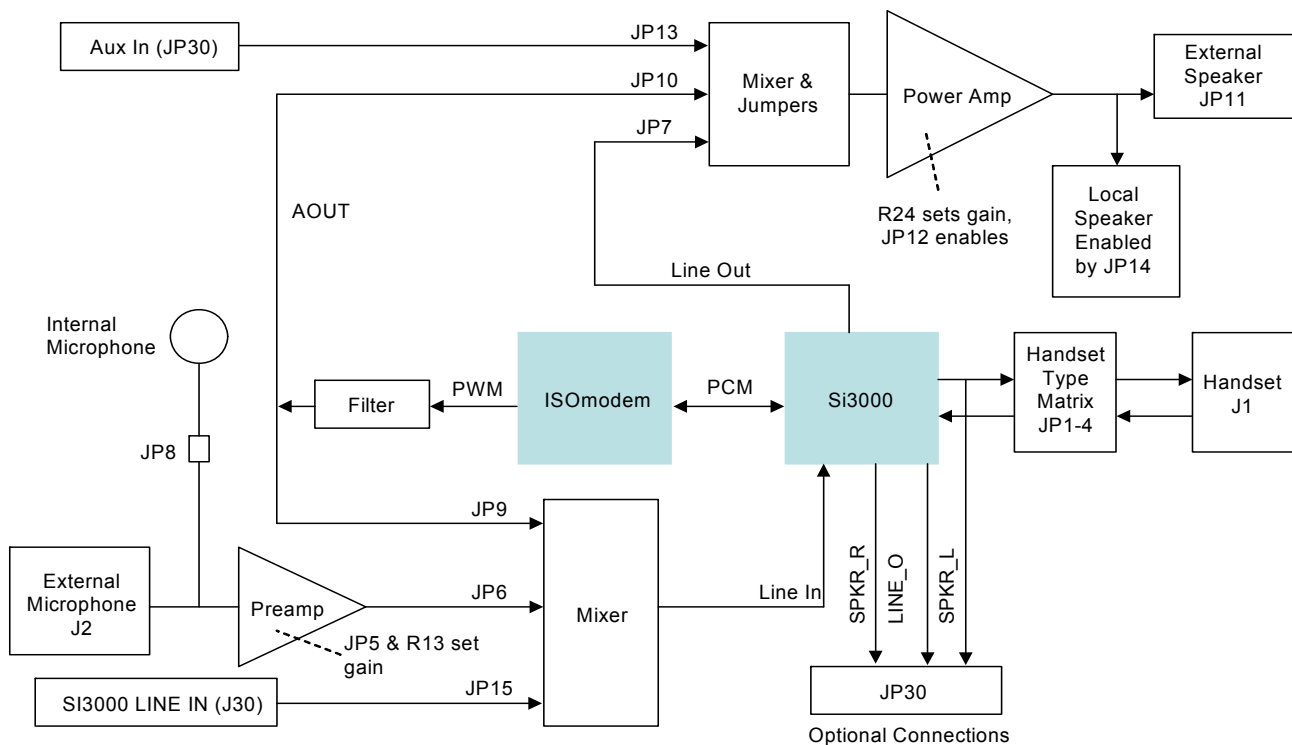 Aux In (JP30)
JP13
JP10
JP7
Mixer &
Jumpers
Power Amp
External
Speaker
JP11
R24 sets gain,
JP12 enables
Local
Speaker
Enabled
by JP14
AOUT
Line Out
Internal
Microphone
JP8
Filter
PWM
ISOmodem
PCM
Si3000
Handset
Type
Matrix
JP1-4
Handset
J1
JP9
External
Microphone
J2
Preamp
JP6
JP5 & R13 set
gain
Mixer
Line In
SPKR_R
LINE_O
SPKR_L
SI3000 LINE IN (J30)
JP15
JP30
Optional Connections